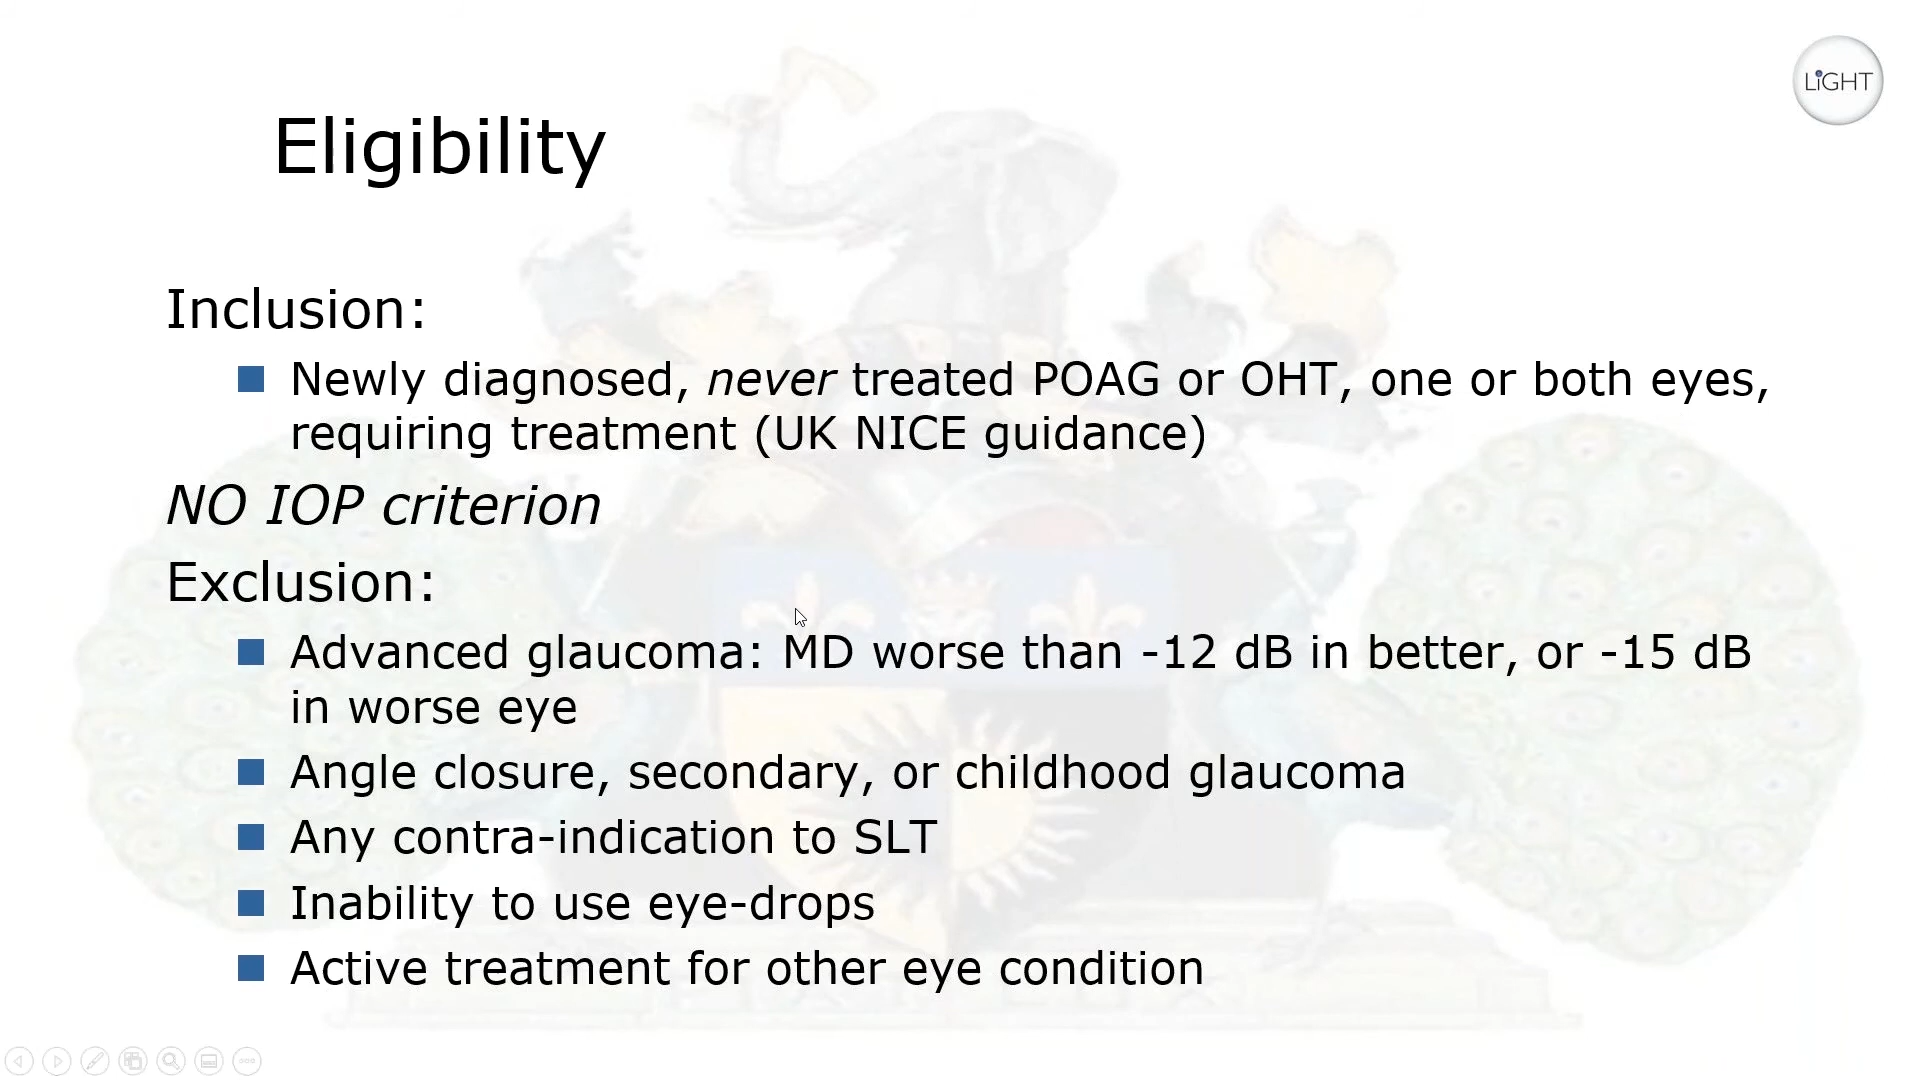 LiGHT
Eligibility
Inclusion:
Newly diagnosed, never treated POAG or OHT, one or both eyes,
requiring treatment (UK NICE guidance)
NO IOP criterion
Exclusion:
Advanced glaucoma: MD worse than -12 dB in better, or -15 dB
in worse eye
Angle closure, secondary, or childhood glaucoma
Any contra-indication to SLT
Inability to use eye-drops
Active treatment for other eye condition